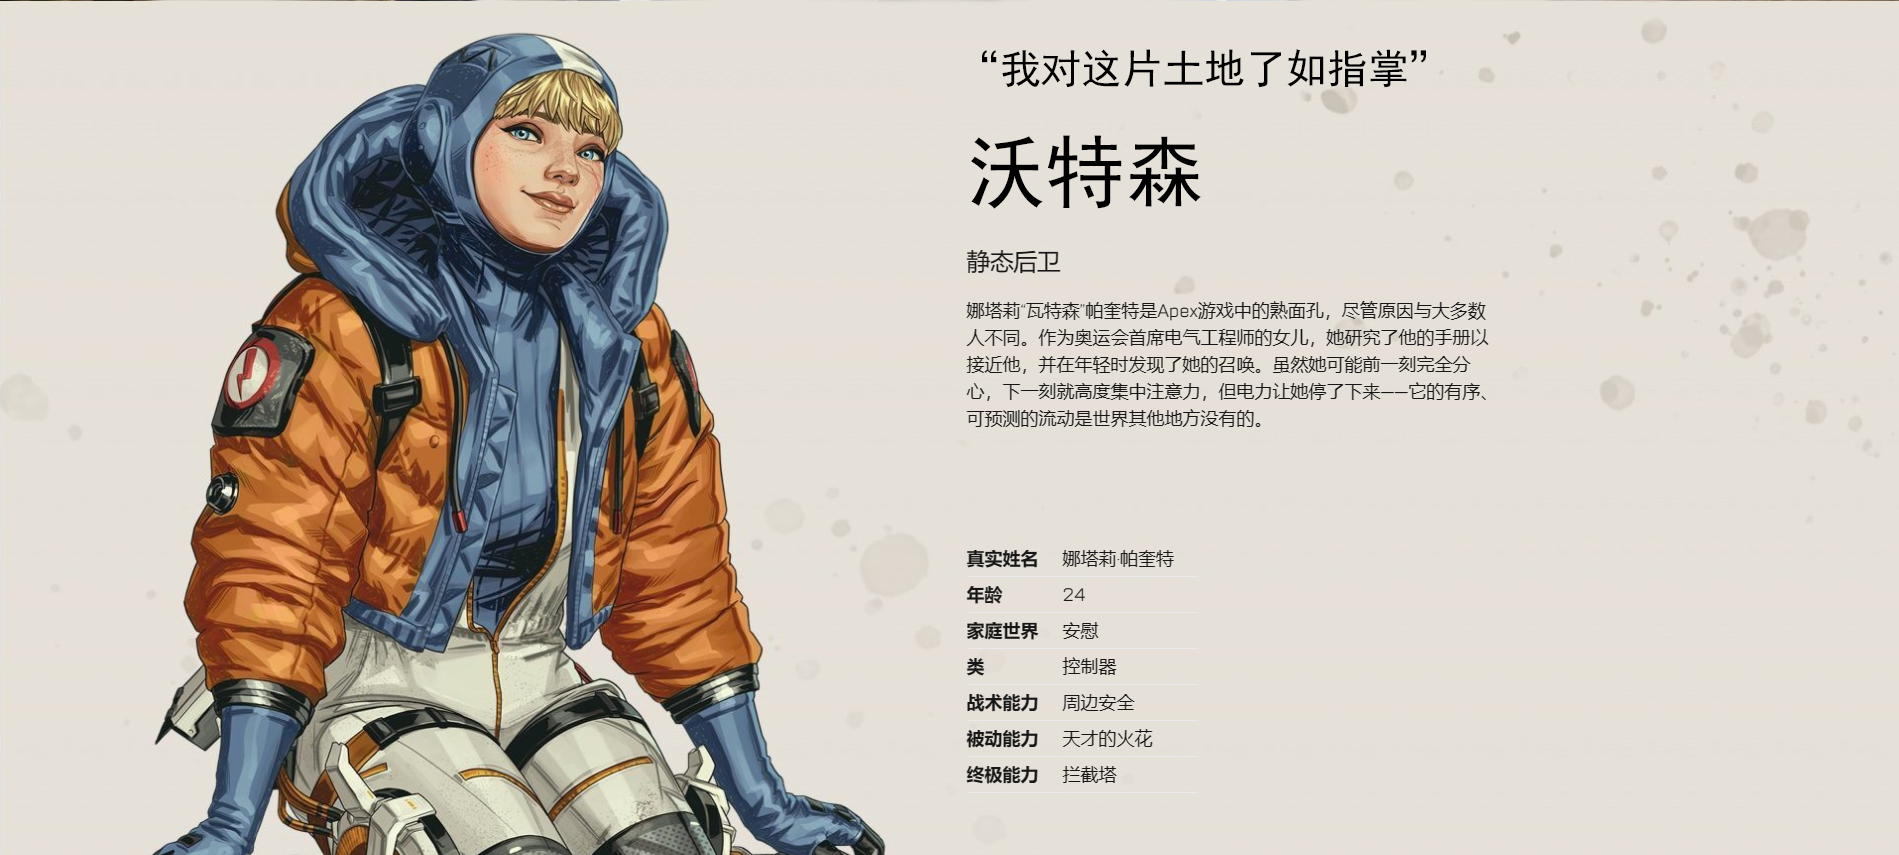 “我对这片土地了如指掌”
沃特森
静态后卫
娜塔莉“瓦特森”帕奎特是Apex游戏中的熟面孔，尽管原因与大多数
人不同。作为奥运会首席电气工程师的女儿，她研究了他的手册以
接近他，并在年轻时发现了她的召唤。虽然她可能前一刻完全分
心，下一刻就高度集中注意力，但电力让她停了下来——它的有序、
可预测的流动是世界其他地方没有的。
真实姓名 娜塔莉·帕奎特
年龄 24
家庭世界 安慰
类 控制器
战术能力 周边安全
被动能力 天才的火花
终极能力 拦截塔